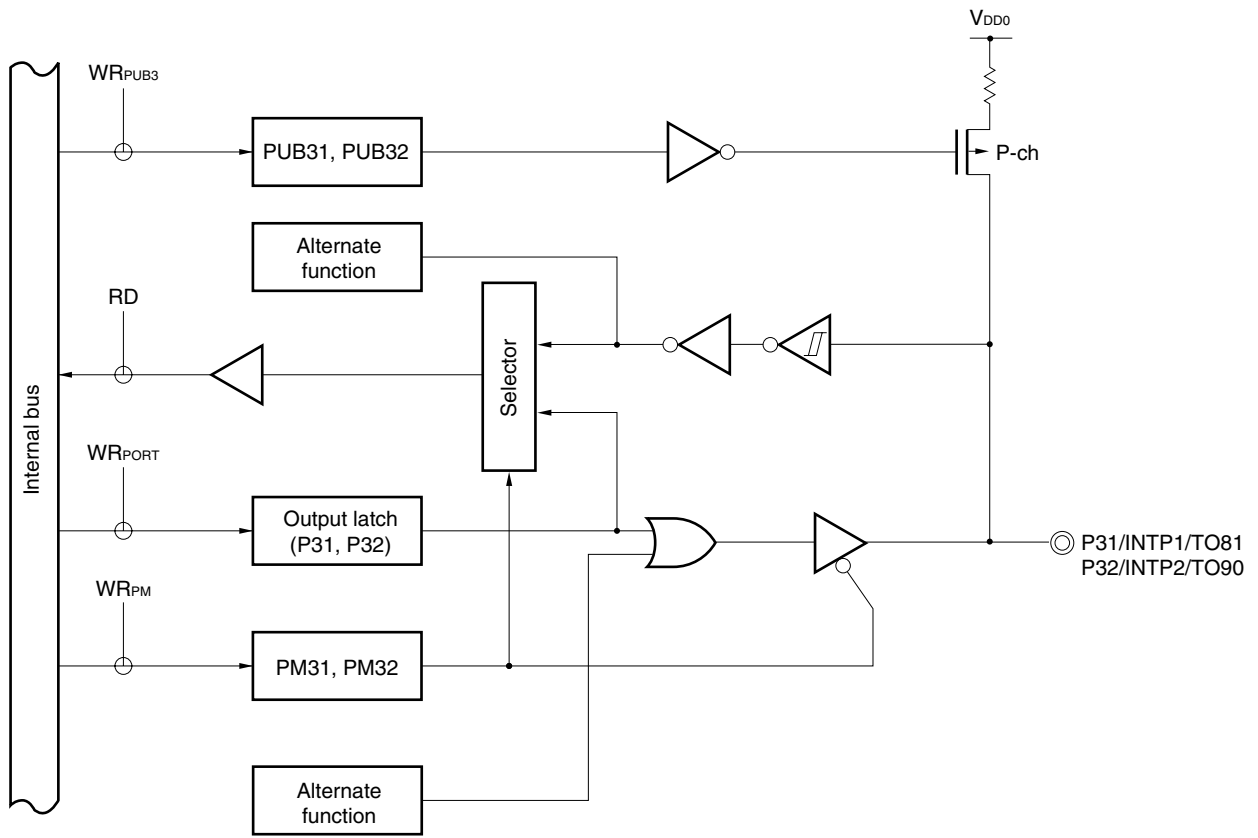 VDD0
WRPUB3
PUB31, PUB32
P-ch
Alternate
function
RD
Selector
Internal bus
WRPORT
Output latch
(P31, P32)
P31/INTP1/TO81
P32/INTP2/TO90
WRPM
PM31, PM32
Alternate
function